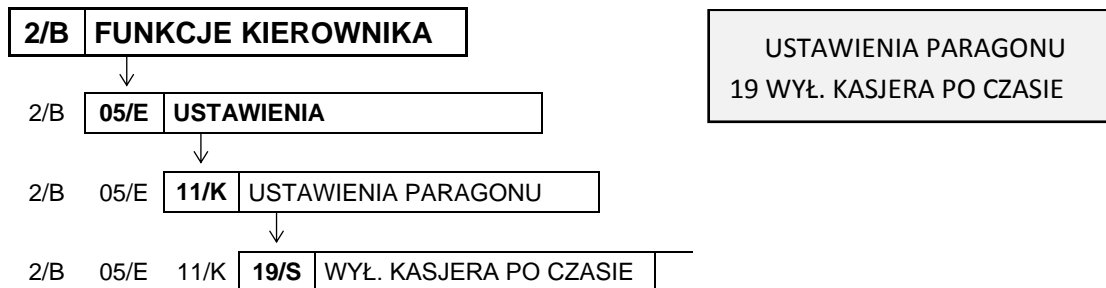 2/B FUNKCJE KIEROWNIKA
2/B 05/E USTAWIENIA
2/B 05/E 11/K USTAWIENIA PARAGONU
2/B 05/E 11/K 19/S WYŁ. KASJERA PO CZASIE
USTAWIENIA PARAGONU
19 WYŁ. KASJERA PO CZASIE